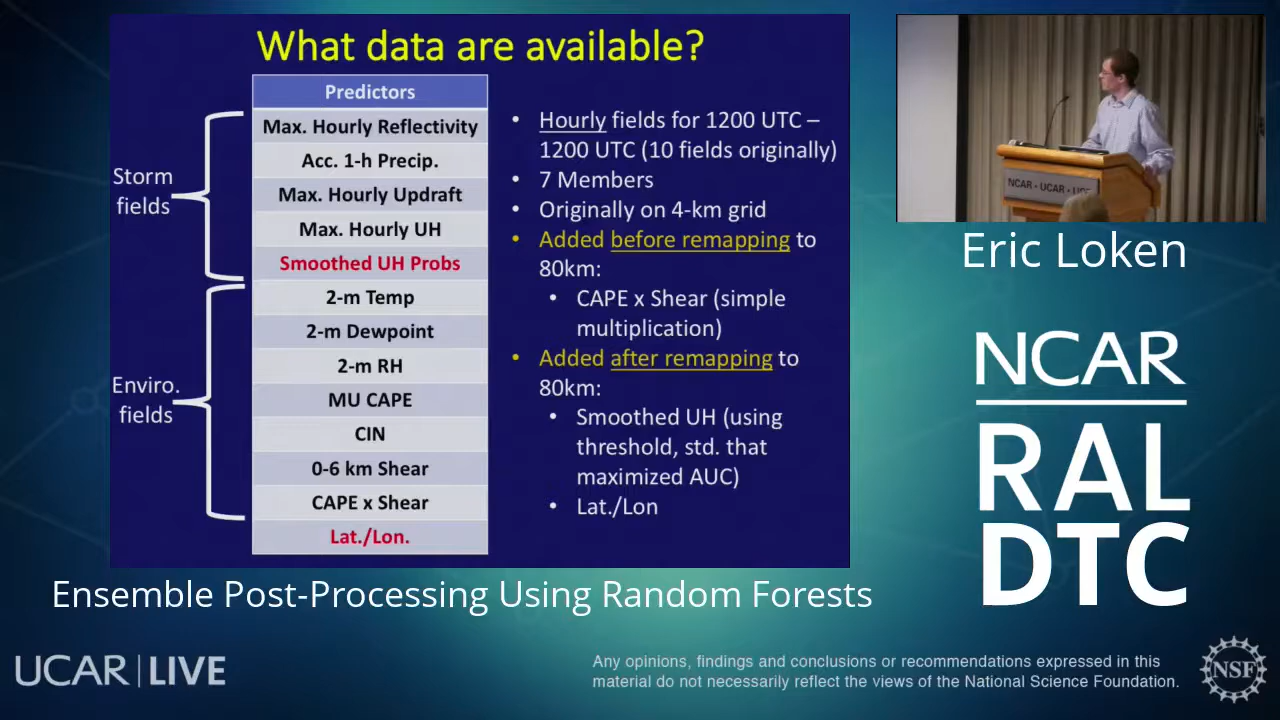 What data are available?
Predictors
Max. Hourly Reflectivity
Acc. 1-h Precip.
Max. Hourly Updraft
Max. Hourly UH
Smoothed UH Probs
2-m Temp
2-m Dewpoint
2-m RH
MU CAPE
CIN
0-6 km Shear
CAPE x Shear
Lat./Lon.
Storm
fields
Enviro.
fields
• Hourly fields for 1200 UTC –
1200 UTC (10 fields originally)
• 7 Members
• Originally on 4-km grid
• Added before remapping to
80km:
• CAPE x Shear (simple
multiplication)
• Added after remapping to
80km:
• Smoothed UH (using
threshold, std. that
maximized AUC)
• Lat./Lon
NCAR • UCAR • UOP
Eric Loken
NCAR
RAL
DTC
Ensemble Post-Processing Using Random Forests
UCAR | LIVE
Any opinions, findings and conclusions or recommendations expressed in this
material do not necessarily reflect the views of the National Science Foundation.
NSF